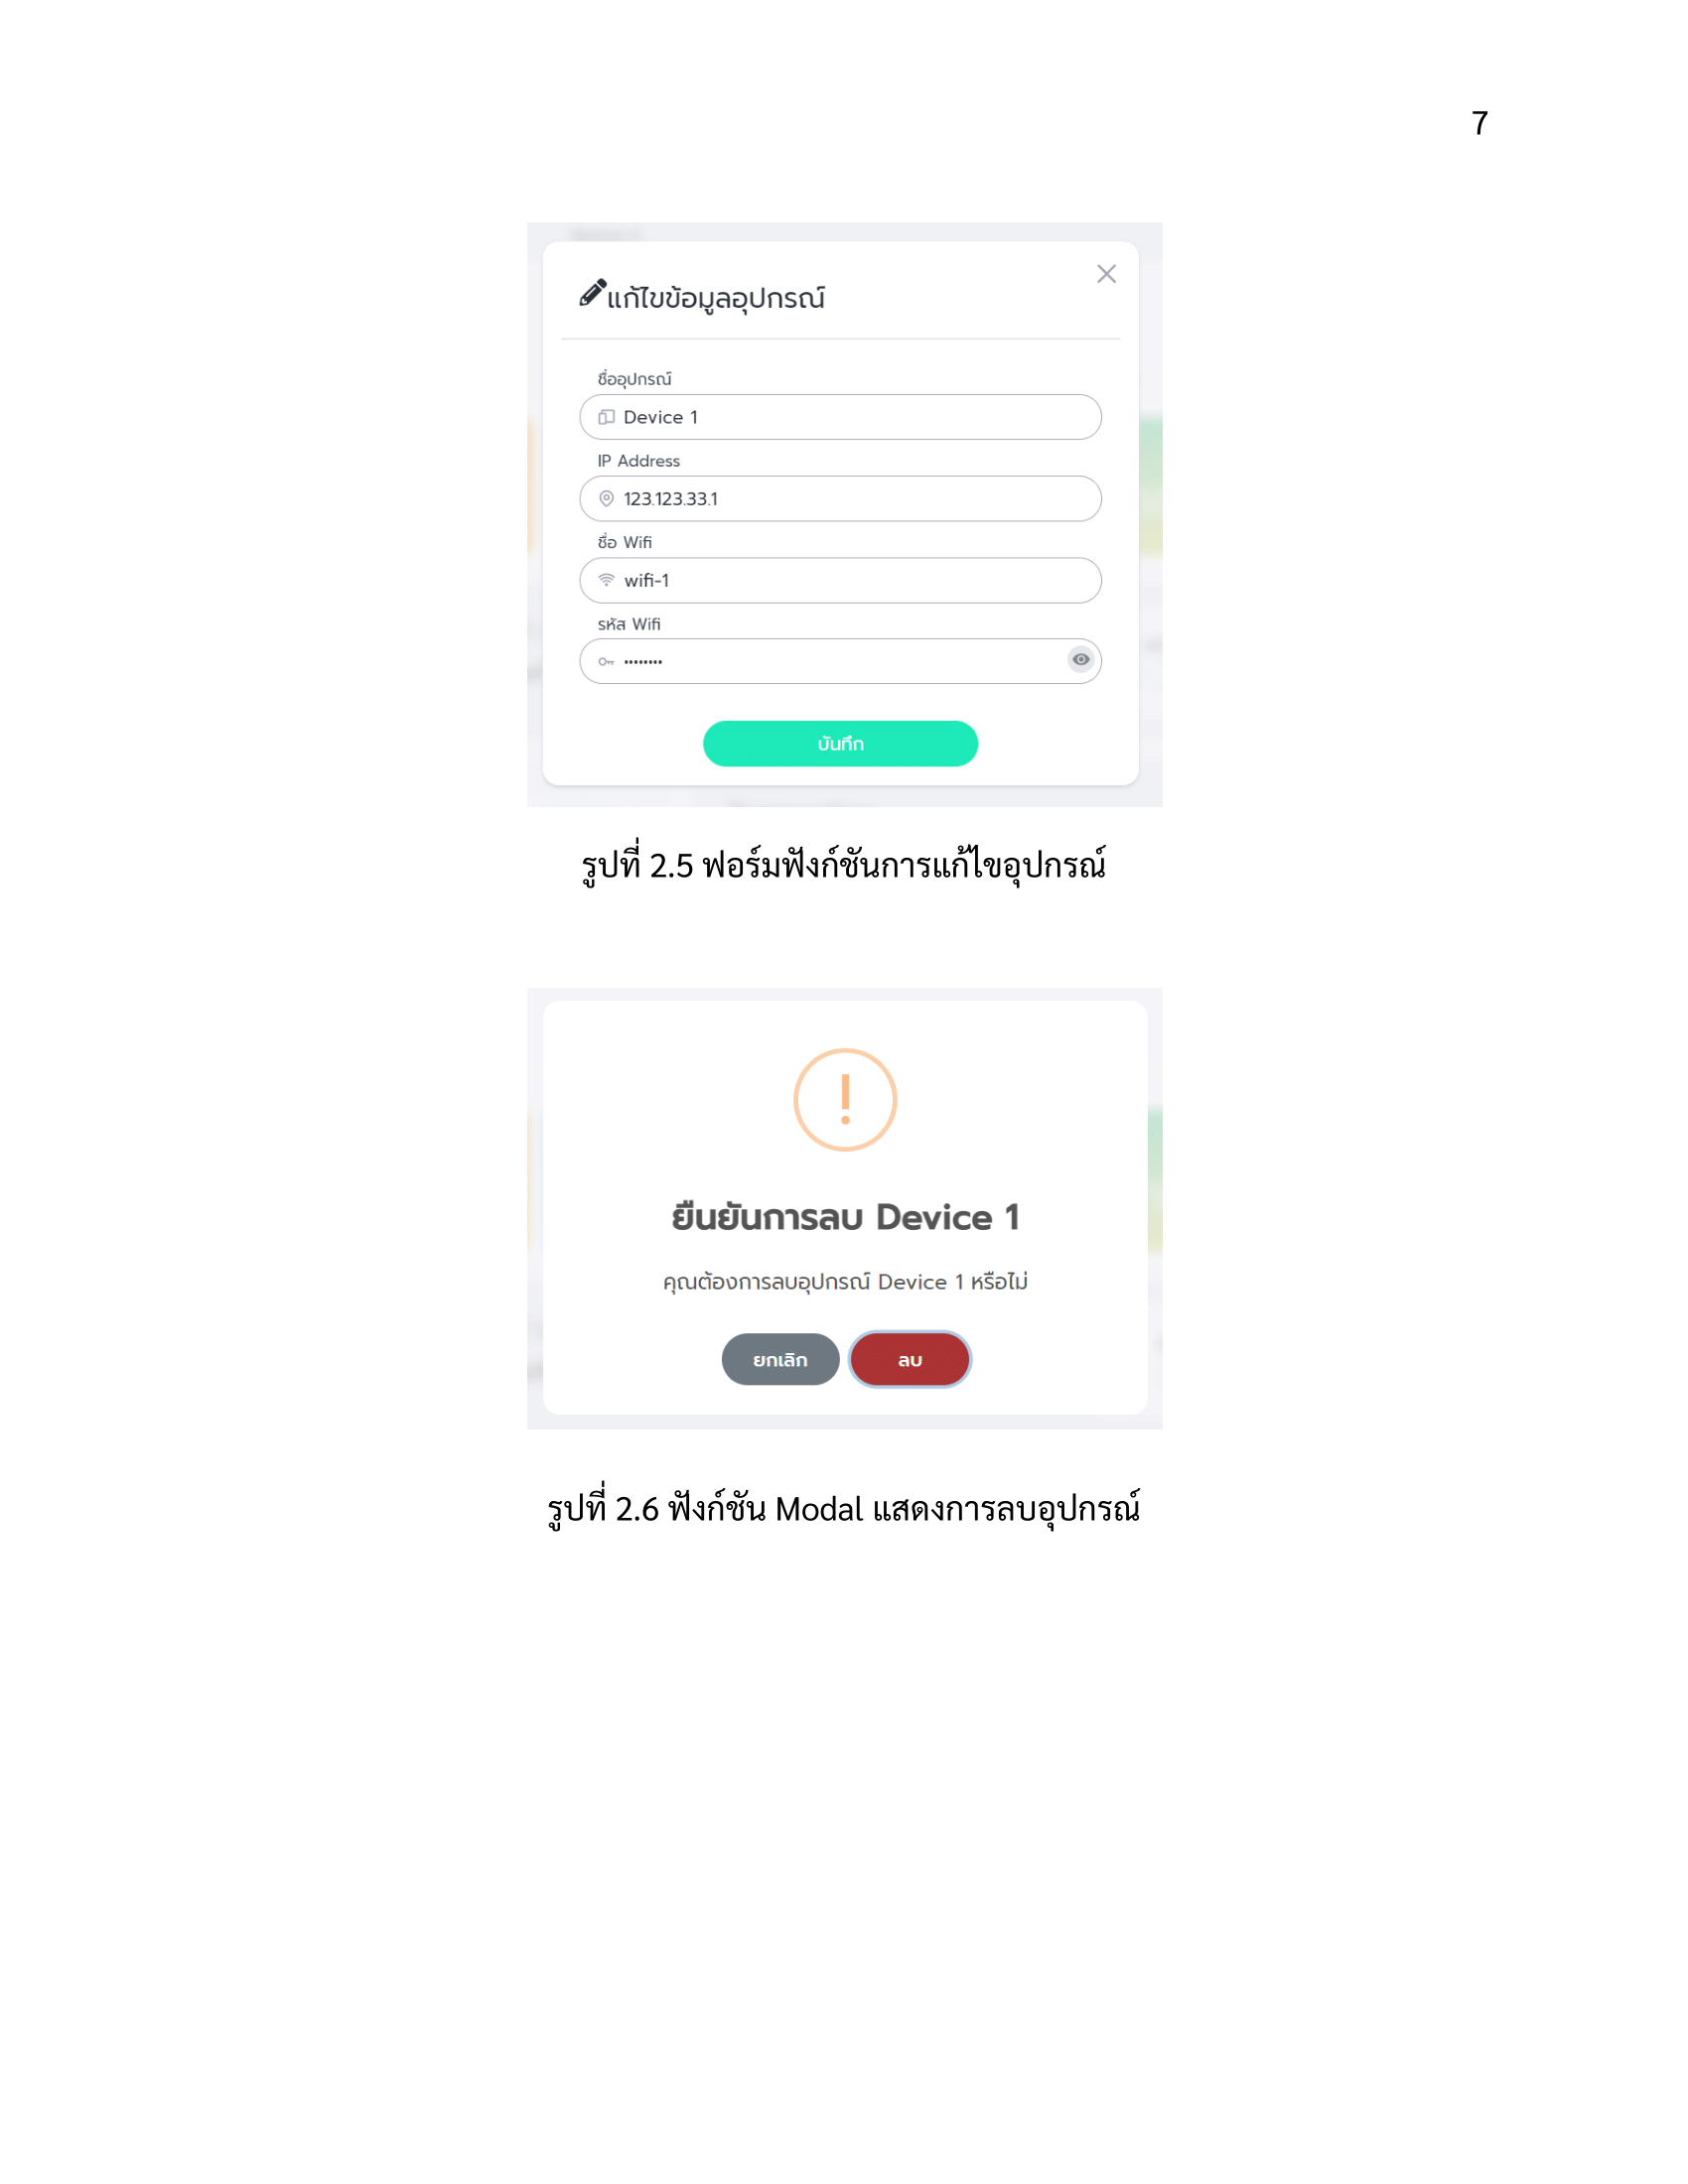 7
แก้ไขข้อมูลอุปกรณ์
ชื่ออุปกรณ์
Device 1
IP Address
123.123.33.1
ชื่อ Wifi
wifi-1
รหัส Wifi
••••••••
บันทึก
รูปที่ 2.5 ฟอร์มฟังก์ชันการแก้ไขอุปกรณ์
!
ยืนยันการลบ Device 1
คุณต้องการลบอุปกรณ์ Device 1 หรือไม่
ยกเลิก ลบ
รูปที่ 2.6 ฟังก์ชัน Modal แสดงการลบอุปกรณ์